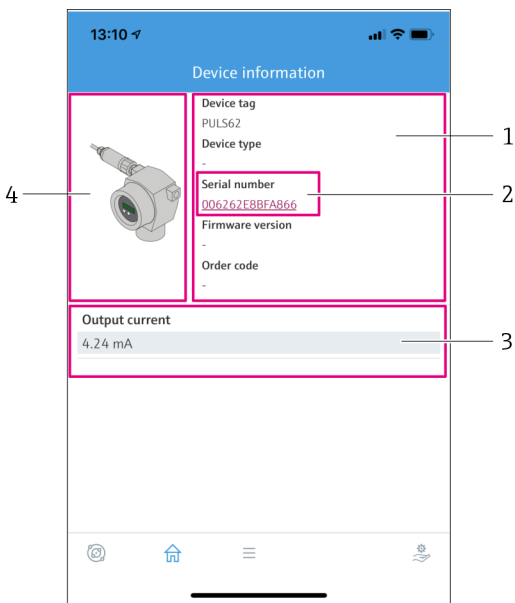 13:10
Device information
Device tag
PULS62
Device type
-
Serial number
006262E8BFA866
Firmware version
-
Order code
-
Output current
4.24 mA
1
2
3
4